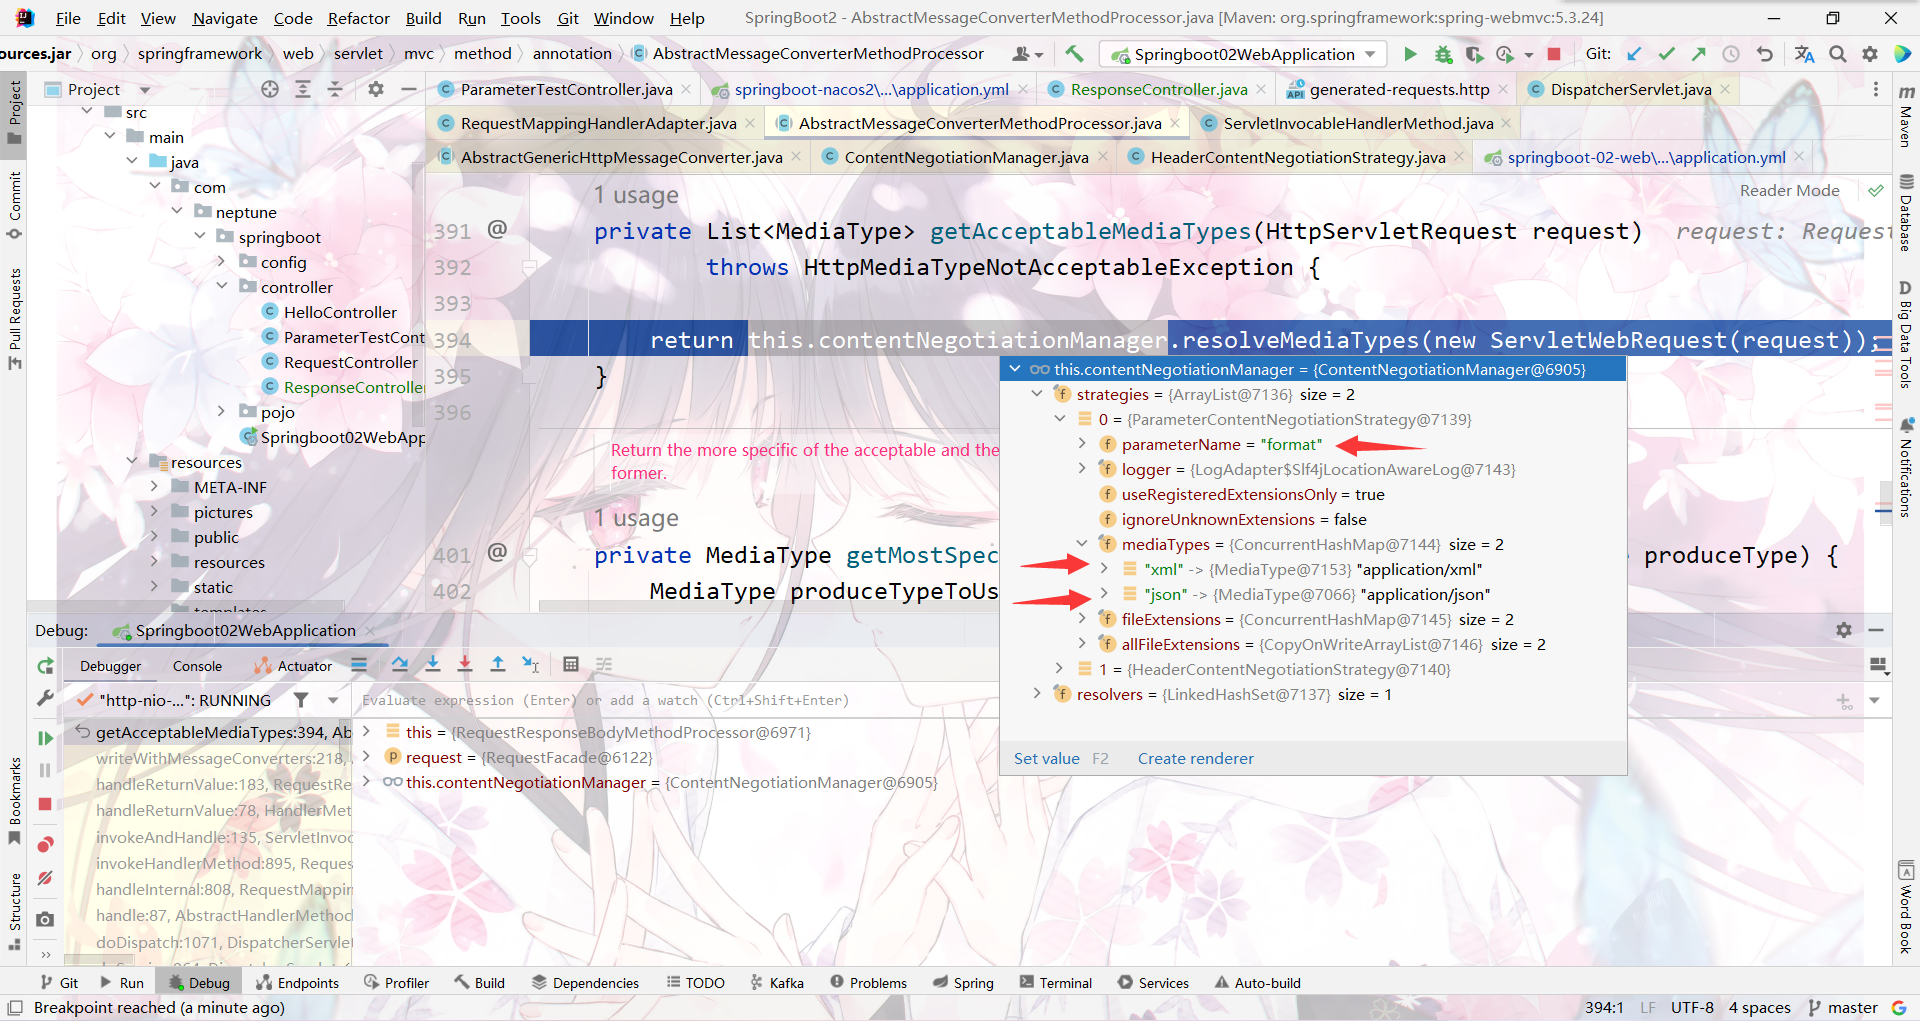 File Edit View Navigate Code Refactor Build Run Tools Git Window Help SpringBoot2 - AbstractMessageConverterMethodProcessor.java [Maven: org.springframework:spring-webmvc:5.3.24]
ources.jar org springframework web servlet mvc method annotation AbstractMessageConverterMethodProcessor Springboot02WebApplication Git:
Project
ParameterTestController.java springboot-nacos2\...\application.yml ResponseController.java generated-requests.http DispatcherServlet.java
RequestMappingHandlerAdapter.java AbstractMessageConverterMethodProcessor.java ServletInvocableHandlerMethod.java
AbstractGenericHttpMessageConverter.java ContentNegotiationManager.java HeaderContentNegotiationStrategy.java springboot-02-web\...\application.yml
Project
Commit
Pull Requests
Bookmarks
Structure
src
main
java
com
neptune
springboot
config
controller
HelloController
ParameterTestCont
RequestController
ResponseController
pojo
Springboot02WebApp
resources
META-INF
pictures
public
resources
static
templates
Reader Mode
1 usage
391 @ private List<MediaType> getAcceptableMediaTypes(HttpServletRequest request) request: Request
392 throws HttpMediaTypeNotAcceptableException {
393
394 return this.contentNegotiationManager.resolveMediaTypes(new ServletWebRequest(request));
395 }
396
Return the more specific of the acceptable and the
former.
1 usage
401 @ private MediaType getMostSpec produceType) {
402 MediaType produceTypeToUs
this.contentNegotiationManager = {ContentNegotiationManager@6905}
strategies = {ArrayList@7136} size = 2
0 = {ParameterContentNegotiationStrategy@7139}
parameterName = "format"
logger = {LogAdapter$Slf4jLocationAwareLog@7143}
useRegisteredExtensionsOnly = true
ignoreUnknownExtensions = false
mediaTypes = {ConcurrentHashMap@7144} size = 2
"xml" -> {MediaType@7153} "application/xml"
"json" -> {MediaType@7066} "application/json"
fileExtensions = {ConcurrentHashMap@7145} size = 2
allFileExtensions = {CopyOnWriteArrayList@7146} size = 2
1 = {HeaderContentNegotiationStrategy@7140}
resolvers = {LinkedHashSet@7137} size = 1
Set value F2 Create renderer
Maven
Database
Big Data Tools
Notifications
Word Book
Debug: Springboot02WebApplication
Debugger Console Actuator
"http-nio-...": RUNNING
Evaluate expression (Enter) or add a watch (Ctrl+Shift+Enter)
getAcceptableMediaTypes:394, Ab
writeWithMessageConverters:218,
handleReturnValue:183, RequestRe
handleReturnValue:78, HandlerMet
invokeAndHandle:135, ServletInvoc
invokeHandlerMethod:895, Reques
handleInternal:808, RequestMappin
handle:87, AbstractHandlerMethod
doDispatch:1071, DispatcherServle
this = {RequestResponseBodyMethodProcessor@6971}
request = {RequestFacade@6122}
this.contentNegotiationManager = {ContentNegotiationManager@6905}
Git Run Debug Endpoints Profiler Build Dependencies TODO Kafka Problems Spring Terminal Services Auto-build
Breakpoint reached (a minute ago) 394:1 LF UTF-8 4 spaces master